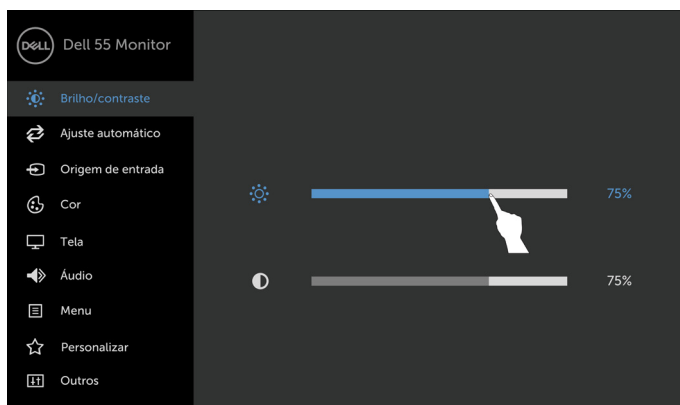 DELL Dell 55 Monitor
Brilho/contraste
Ajuste automático
Origem de entrada
Cor
Tela
Áudio
Menu
Personalizar
Outros
75%
75%